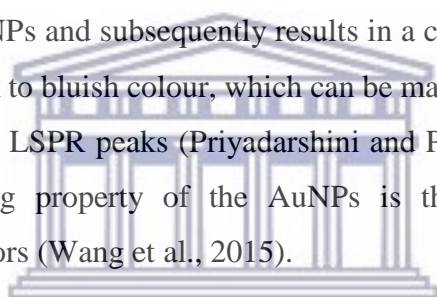 NPs and subsequently results in a c
to bluish colour, which can be ma
LSPR peaks (Priyadarshini and P
g property of the AuNPs is th
ors (Wang et al., 2015).